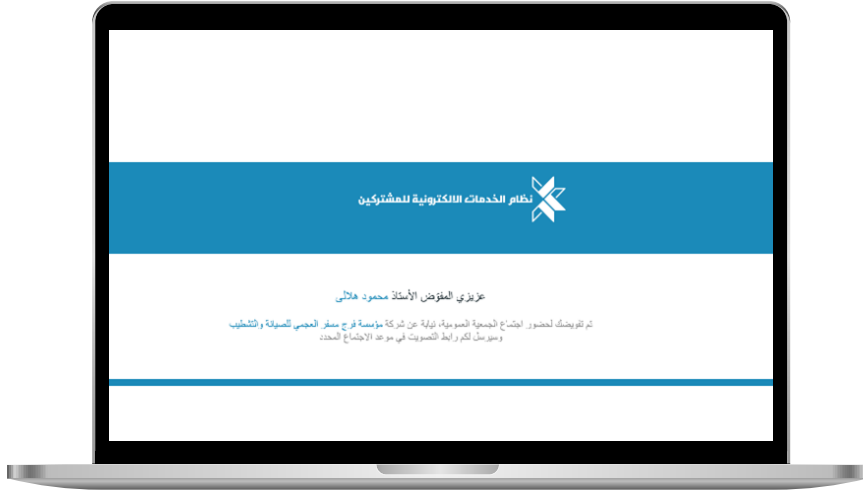 نظام الخدمات الالكترونية للمشتركين
عزيزي المفوّض الأستاذ محمود هلالى
تم تفويضك لحضور اجتماع الجمعية العمومية، نيابة عن شركة مؤسسة فرج مسفر العجمي للصيانة والتشطيب
وسيرسل لكم رابط التصويت في موعد الاجتماع المحدد